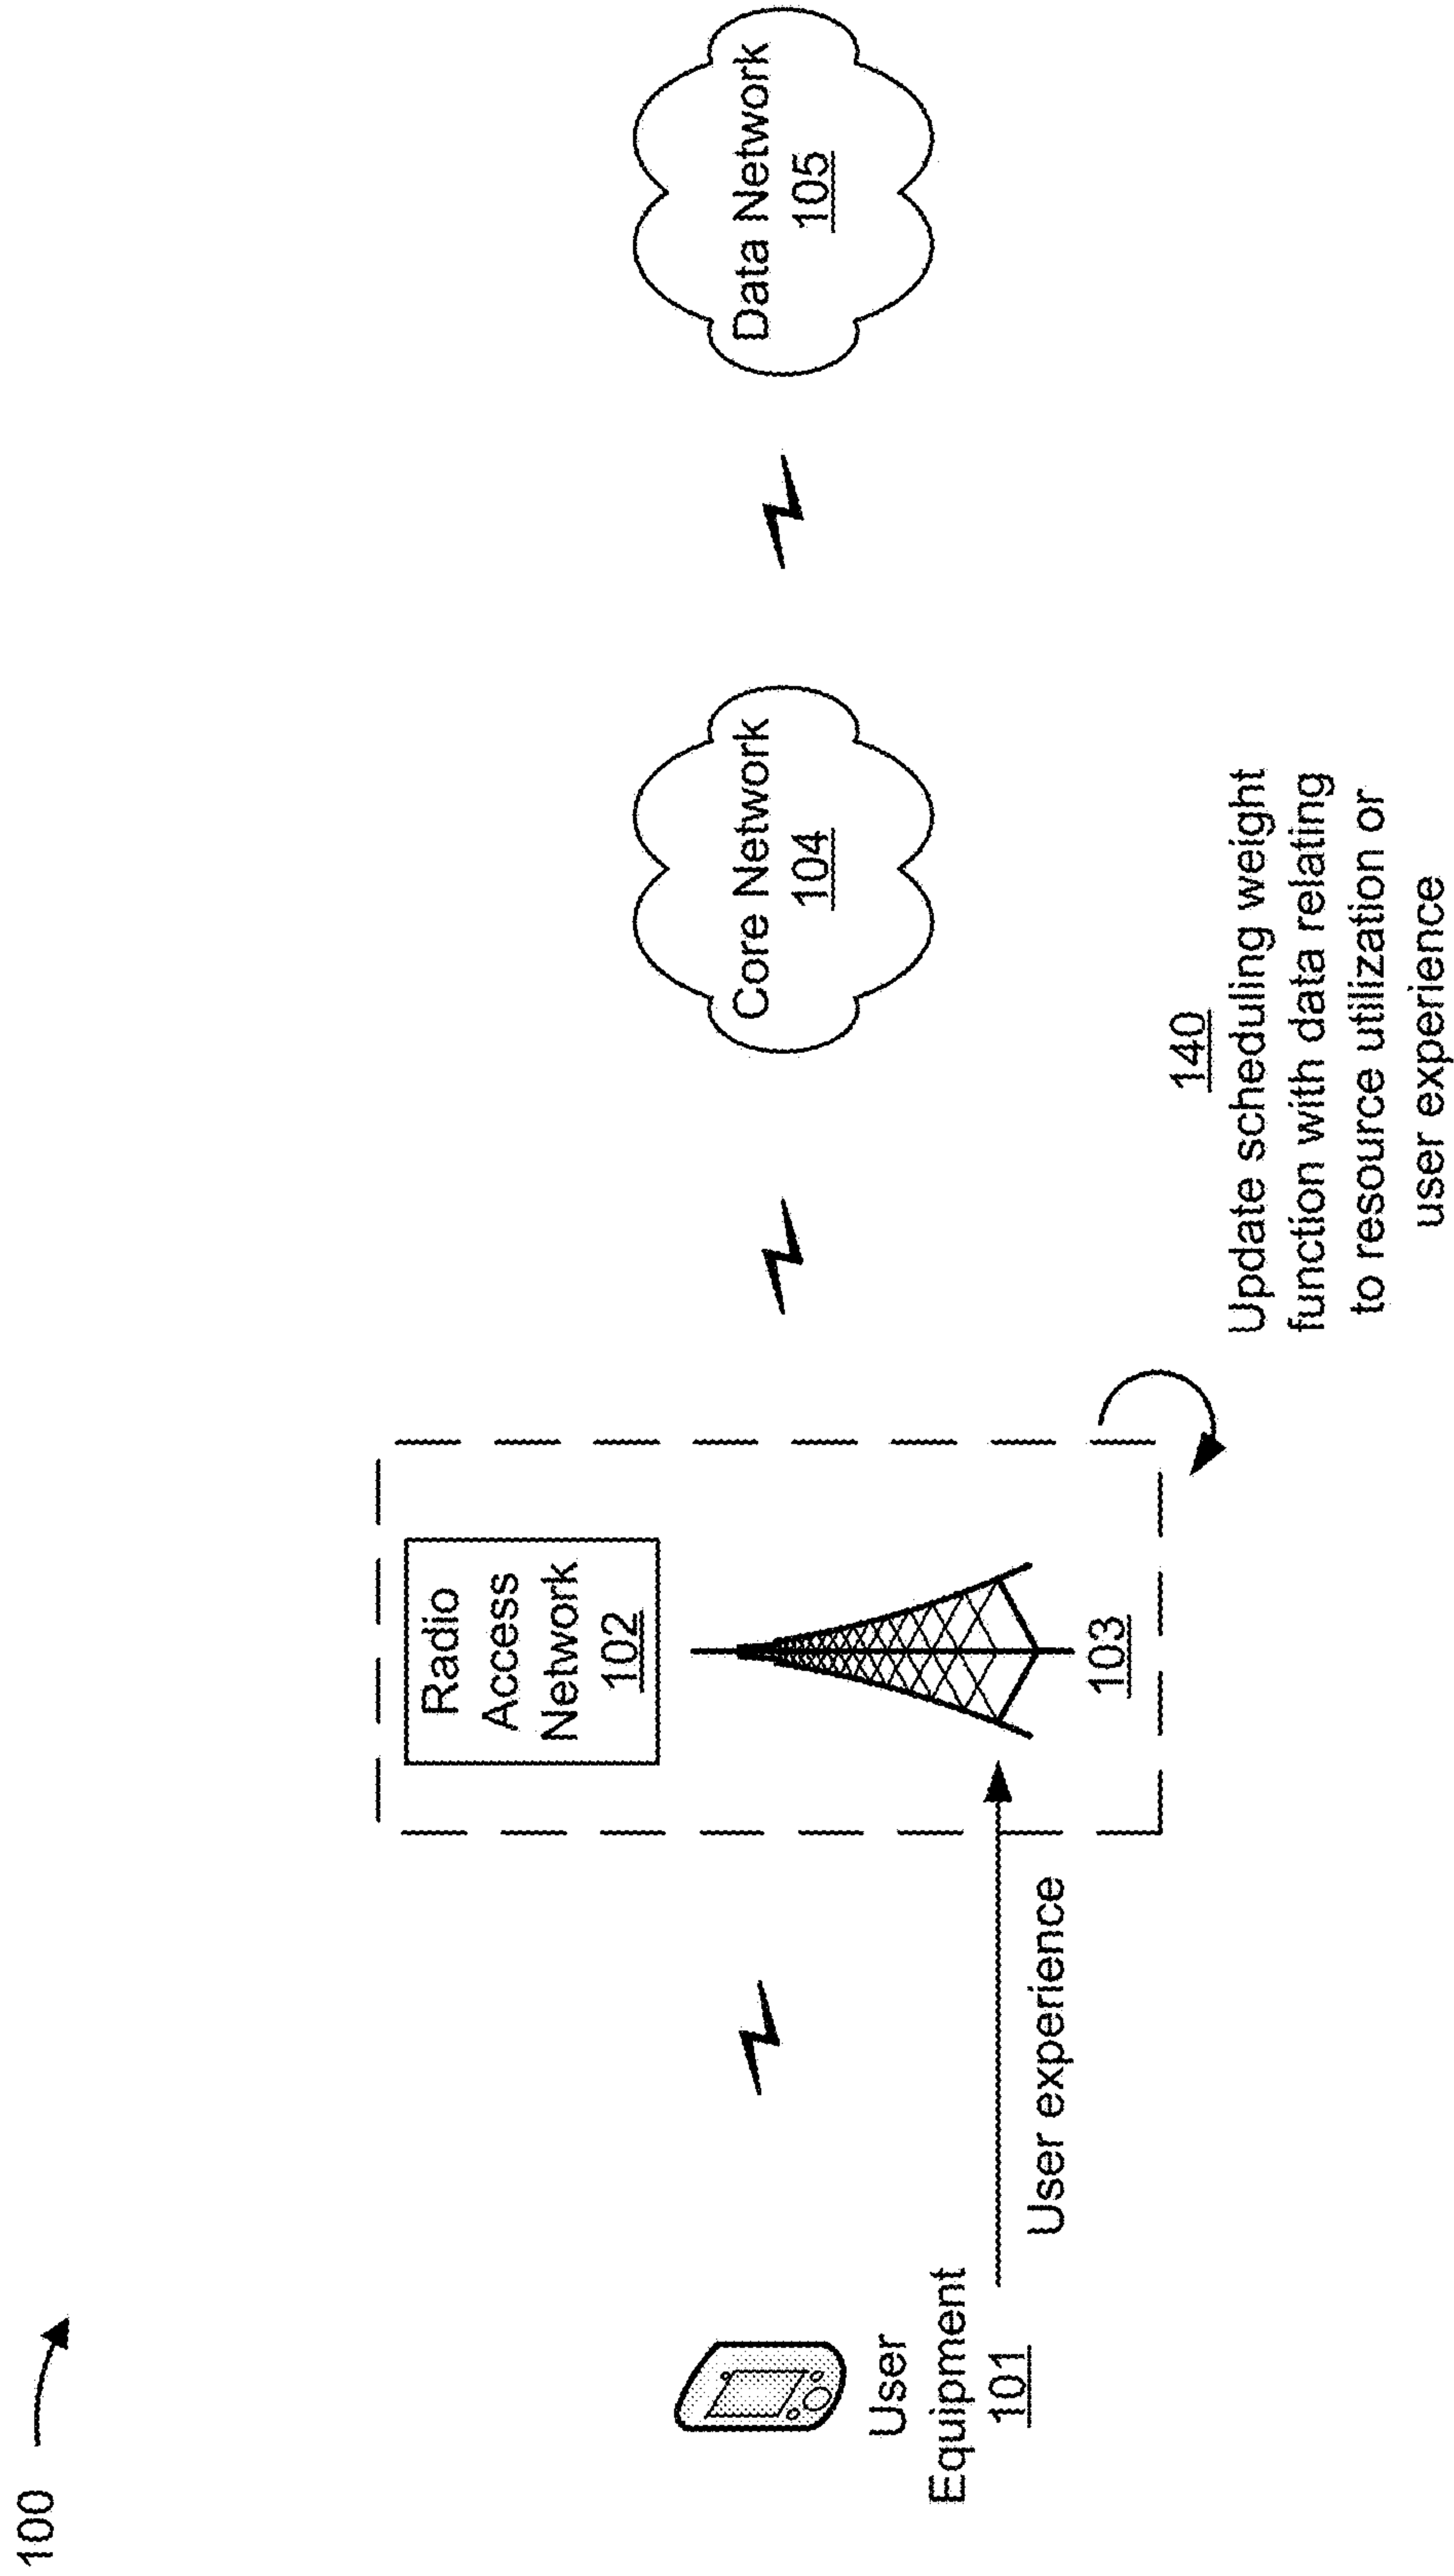 100
User
Equipment
101
User experience
Radio
Access
Network
102
103
140
Update scheduling weight
function with data relating
to resource utilization or
user experience
Core Network
104
Data Network
105